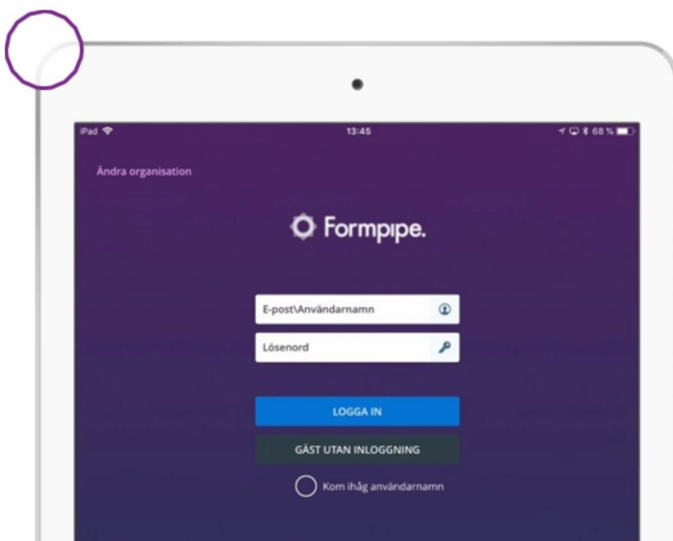 iPad
13:45
68 %
Ändra organisation
Formpipe.
E-post\Användarnamn
Lösenord
LOGGA IN
GÄST UTAN INLOGGNING
Kom ihåg användarnamn